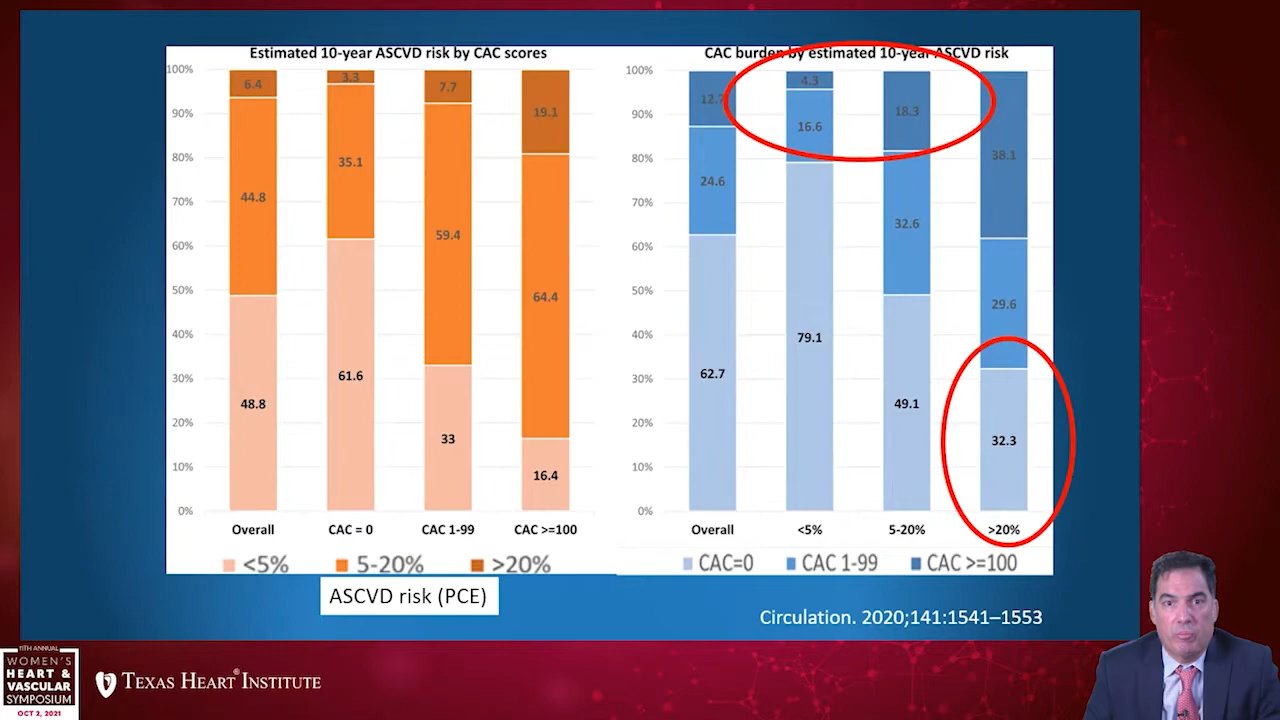 Estimated 10-year ASCVD risk by CAC scores
100%
90%
80%
70%
60%
50%
40%
30%
20%
10%
0%
6.4
44.8
48.8
3.3
35.1
61.6
7.7
59.4
33
19.1
64.4
16.4
Overall
CAC = 0
CAC 1-99
CAC >=100
<5%
5-20%
>20%
ASCVD risk (PCE)
CAC burden by estimated 10-year ASCVD risk
100%
90%
80%
70%
60%
50%
40%
30%
20%
10%
0%
12.7
24.6
62.7
4.3
16.6
79.1
18.3
32.6
49.1
38.1
29.6
32.3
Overall
<5%
5-20%
>20%
CAC=0
CAC 1-99
CAC >=100
Circulation. 2020;141:1541–1553
11TH ANNUAL
WOMEN'S
HEART &
VASCULAR
SYMPOSIUM
OCT 2, 2021
TEXAS HEART® INSTITUTE